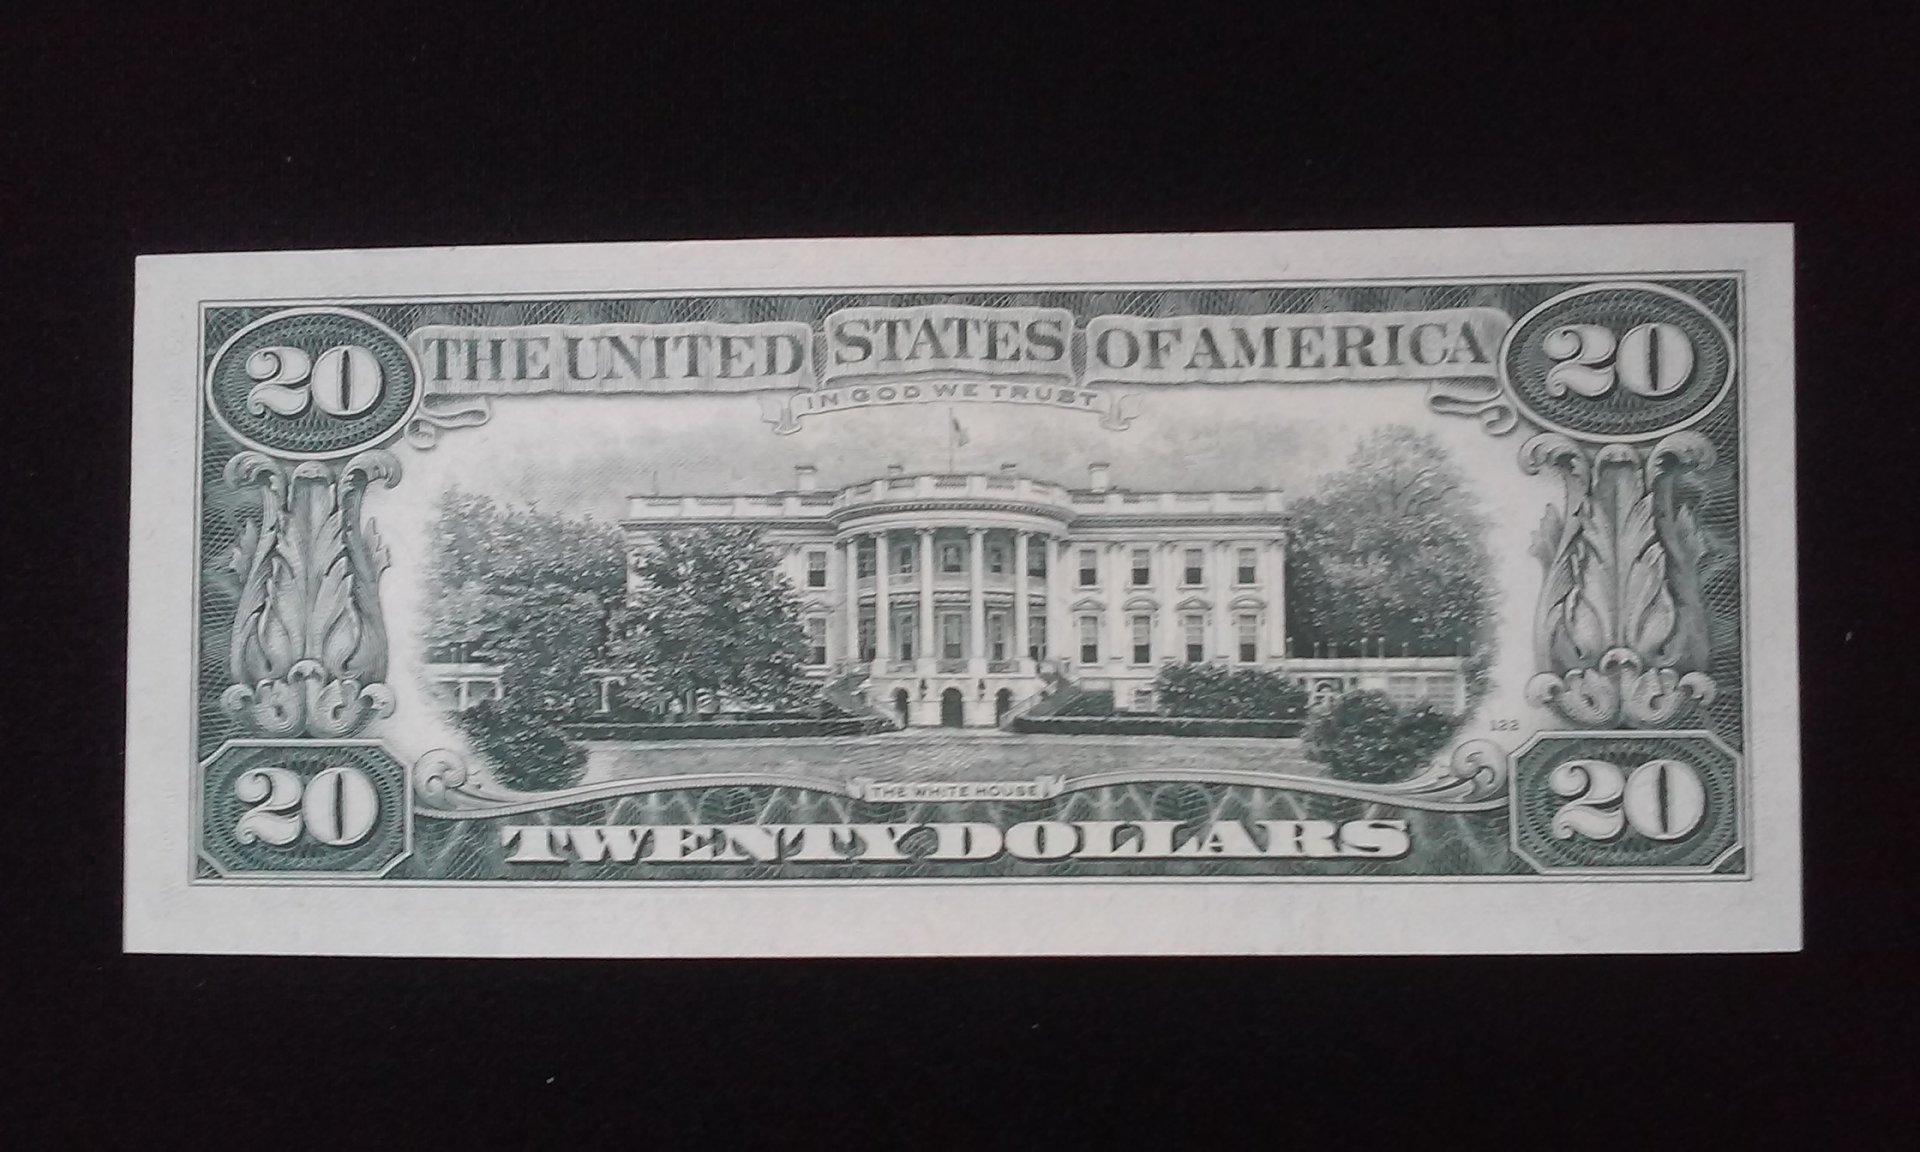 20 THE UNITED STATES OF AMERICA 20
IN GOD WE TRUST
122
THE WHITE HOUSE
20 TWENTY DOLLARS 20